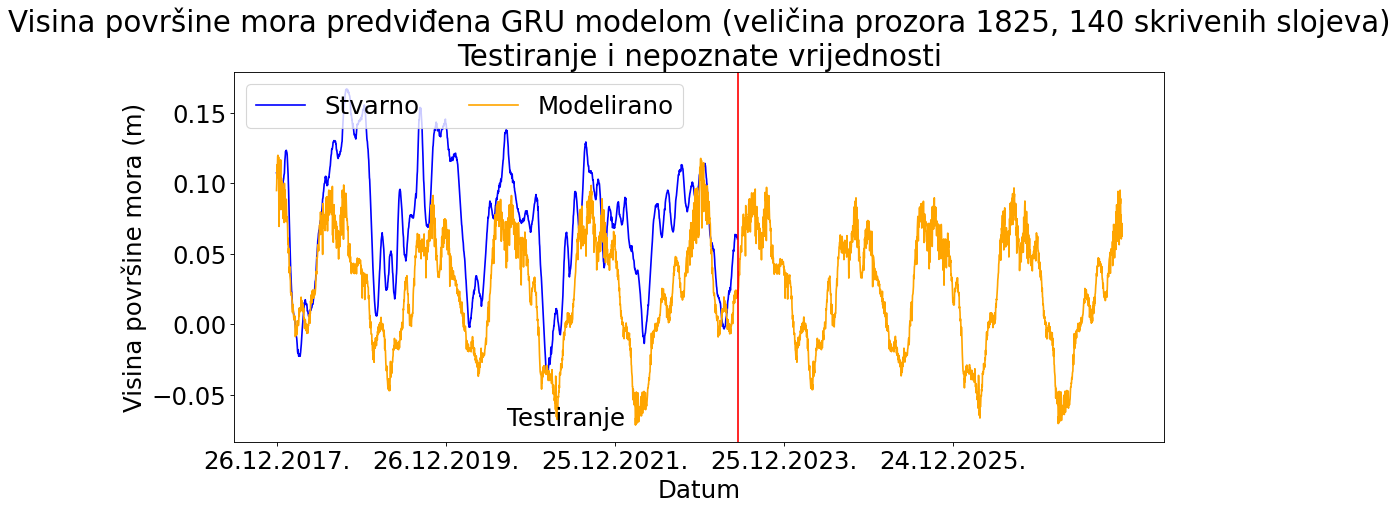 Visina površine mora predviđena GRU modelom (veličina prozora 1825, 140 skrivenih slojeva)
Testiranje i nepoznate vrijednosti
Stvarno
Modelirano
Visina površine mora (m)
0.15
0.10
0.05
0.00
−0.05
Testiranje
26.12.2017.
26.12.2019.
25.12.2021.
25.12.2023.
24.12.2025.
Datum